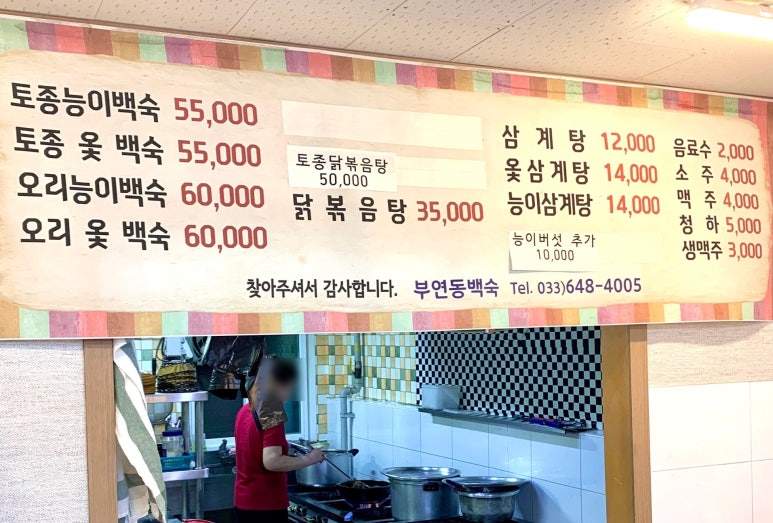 토종능이백숙 55,000
토종 옻 백숙 55,000
오리능이백숙 60,000
오리 옻 백숙 60,000
토종닭볶음탕
50,000
닭 볶 음 탕 35,000
삼 계 탕 12,000
옻삼계탕 14,000
능이삼계탕 14,000
능이버섯 추가
10,000
음료수 2,000
소 주 4,000
맥 주 4,000
청 하 5,000
생맥주 3,000
찾아주셔서 감사합니다. 부연동백숙 Tel. 033)648-4005